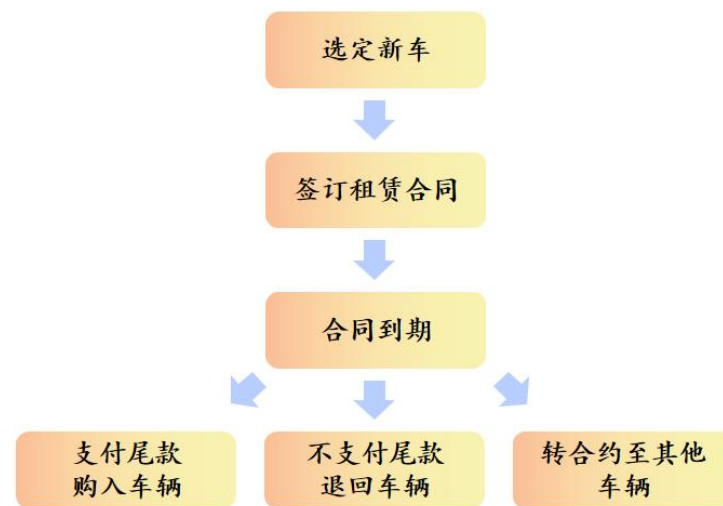 选定新车
签订租赁合同
合同到期
支付尾款
购入车辆
不支付尾款
退回车辆
转合约至其他
车辆